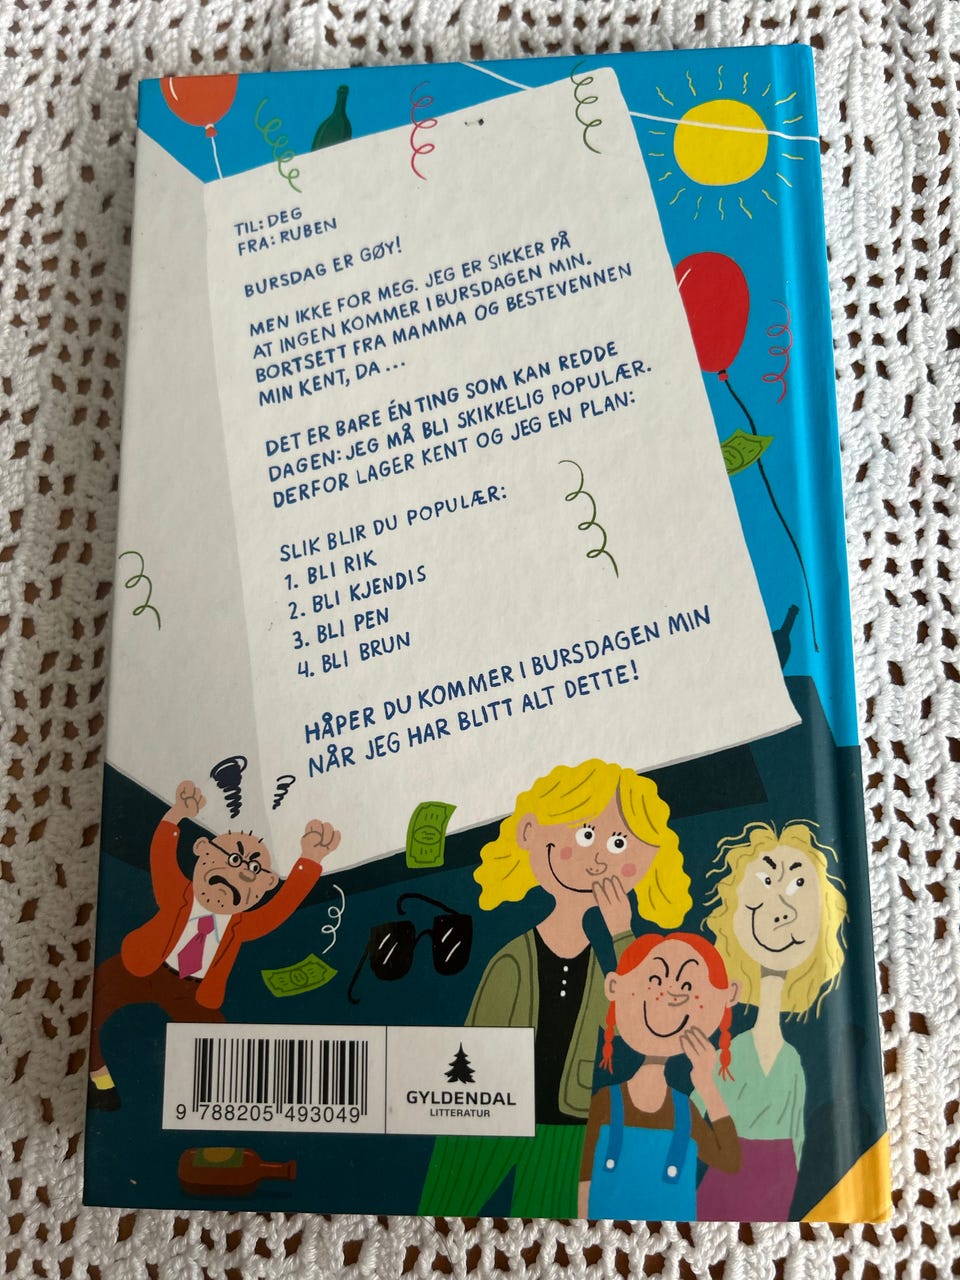 TIL: DEG
FRA: RUBEN
BURSDAG ER GØY!
MEN IKKE FOR MEG. JEG ER SIKKER PÅ
AT INGEN KOMMER I BURSDAGEN MIN.
BORTSETT FRA MAMMA OG BESTEVENNEN
MIN KENT, DA ...
DET ER BARE ÉN TING SOM KAN REDDE
DAGEN: JEG MÅ BLI SKIKKELIG POPULÆR.
DERFOR LAGER KENT OG JEG EN PLAN:
SLIK BLIR DU POPULÆR:
1. BLI RIK
2. BLI KJENDIS
3. BLI PEN
4. BLI BRUN
HÅPER DU KOMMER I BURSDAGEN MIN
NÅR JEG HAR BLITT ALT DETTE!
9 788205 493049
GYLDENDAL
LITTERATUR